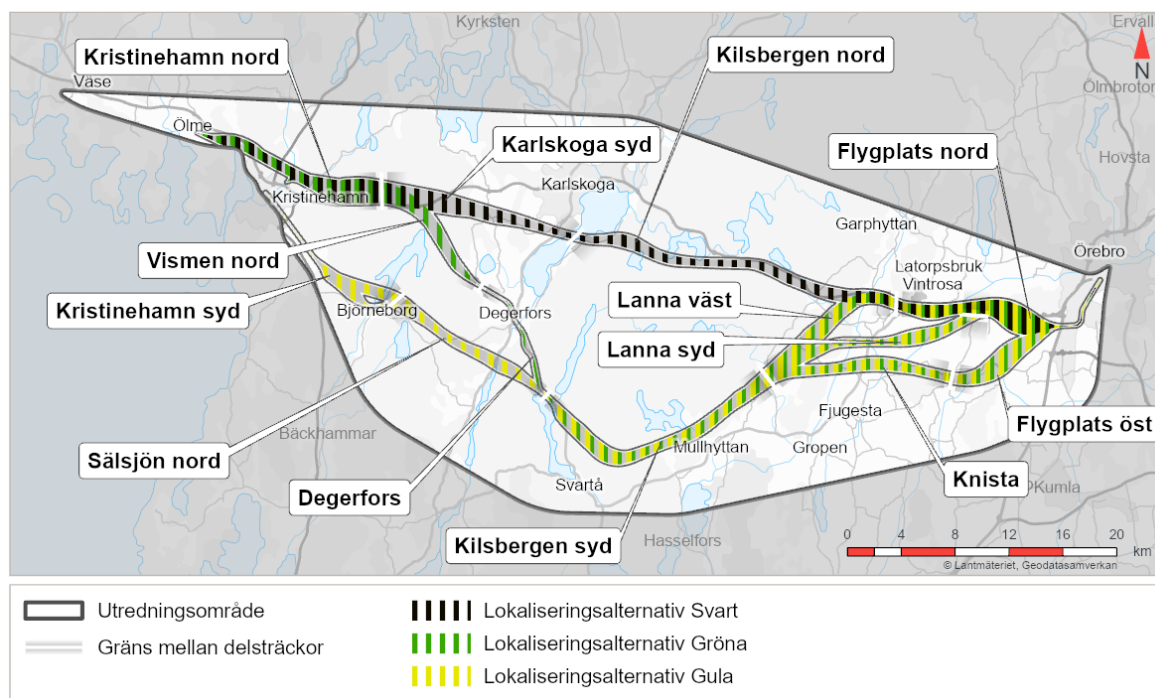 Kyrksten
Ervall
Kristinehamn nord
Kilsbergen nord
N
Väse
Ölmbrotor
Ölme
Karlskoga syd
Flygplats nord
Hovsta
Karlskoga
Kristinehamn
Garphyttan
Örebro
Vismen nord
Latorpsbruk
Vintrosa
Lanna väst
Kristinehamn syd
Björneborg
Degerfors
Lanna syd
Fjugesta
Flygplats öst
Bäckhammar
Mullhyttan
Gropen
Sälsjön nord
Knista
Svartå
Kumla
Degerfors
Kilsbergen syd
Hasselfors
0 4 8 12 16 20
km
© Lantmäteriet, Geodatasamverkan
Utredningsområde
Gräns mellan delsträckor
Lokaliseringsalternativ Svart
Lokaliseringsalternativ Gröna
Lokaliseringsalternativ Gula